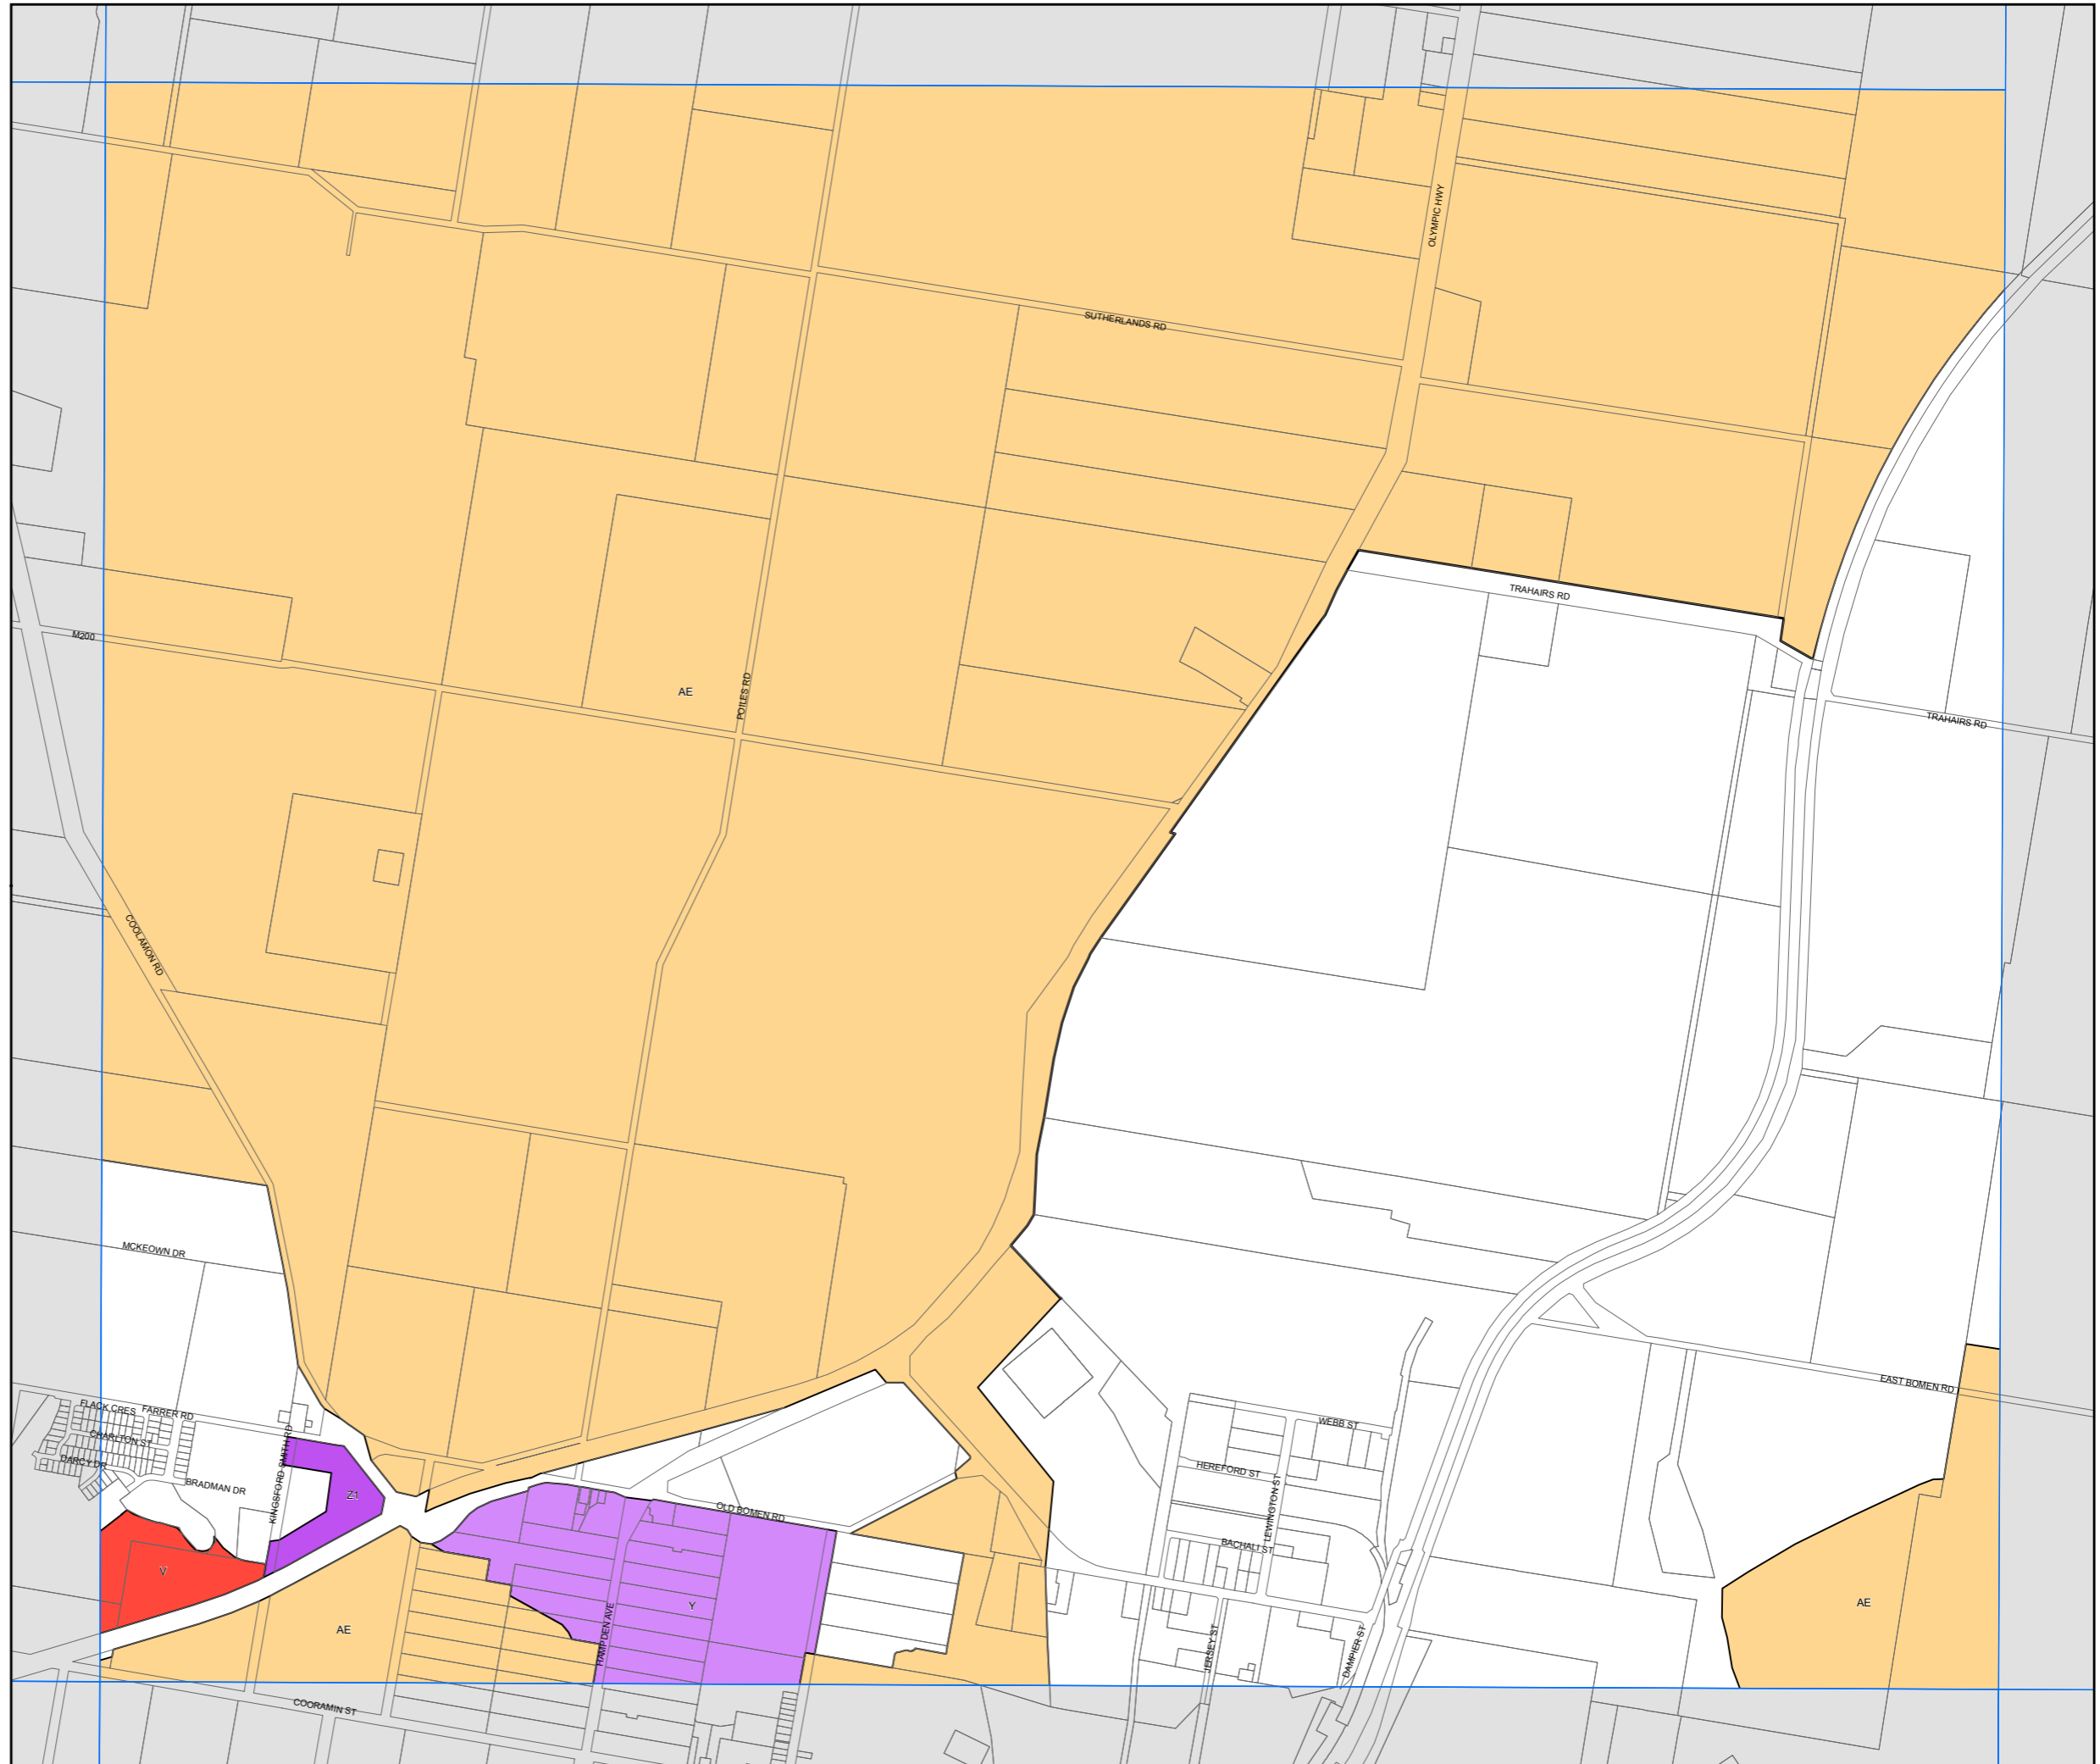 OLYMPIC HWY
SUTHERLANDS RD
TRAHAIRS RD
M200
AE
POILES RD
TRAHAIRS RD
COOLAMON RD
MCKEOWN DR
EAST BOMEN RD
FLACK CRES
FARRER RD
WEBB ST
CHARLTON ST
DARCY DR
HEREFORD ST
BRADMAN DR
KINGSFORD SMITH RD
Z1
LEWINGTON ST
OLD BOMEN RD
BACHALI ST
V
Y
AE
AE
HAMPDEN AVE
JERSEY ST
DAMPIER ST
COORAMIN ST